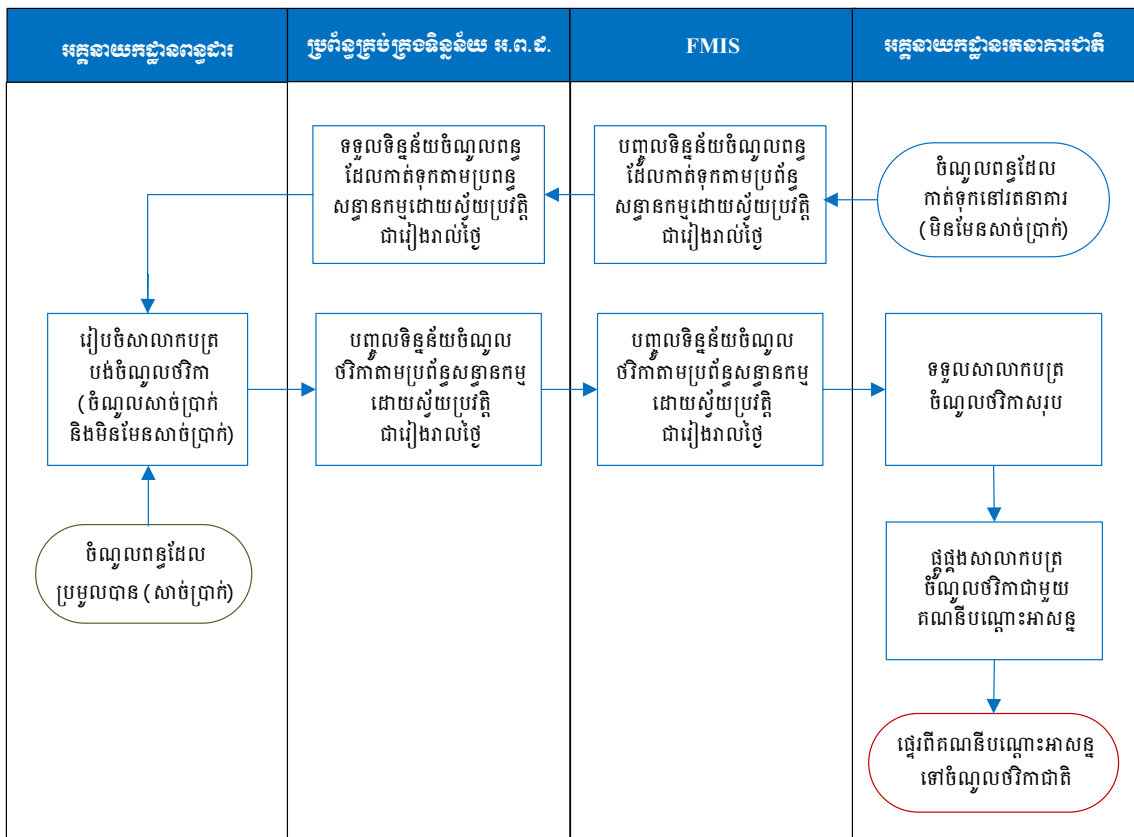 អគ្គនាយកដ្ឋានពន្ធដារ
ប្រព័ន្ធគ្រប់គ្រងទិន្នន័យ អ.ព.ដ.
FMIS
អគ្គនាយកដ្ឋានរតនាគារជាតិ
ទទួលទិន្នន័យចំណូលពន្ធ
ដែលកាត់ទុកតាមប្រពន្ធ
សន្ធានកម្មដោយស្វ័យប្រវត្តិ
ជារៀងរាល់ថ្ងៃ
បញ្ចូលទិន្នន័យចំណូលពន្ធ
ដែលកាត់ទុកតាមប្រព័ន្ធ
សន្ធានកម្មដោយស្វ័យប្រវត្តិ
ជារៀងរាល់ថ្ងៃ
ចំណូលពន្ធដែល
កាត់ទុកនៅរតនាគារ
(មិនមែនសាច់ប្រាក់)
រៀបចំសាលាកបត្រ
បង់ចំណូលថវិកា
(ចំណូលសាច់ប្រាក់
និងមិនមែនសាច់ប្រាក់)
បញ្ចូលទិន្នន័យចំណូល
ថវិកាតាមប្រព័ន្ធសន្ធានកម្ម
ដោយស្វ័យប្រវត្តិ
ជារៀងរាល់ថ្ងៃ
បញ្ចូលទិន្នន័យចំណូល
ថវិកាតាមប្រព័ន្ធសន្ធានកម្ម
ដោយស្វ័យប្រវត្តិ
ជារៀងរាល់ថ្ងៃ
ទទួលសាលាកបត្រ
ចំណូលថវិកាសរុប
ចំណូលពន្ធដែល
ប្រមូលបាន (សាច់ប្រាក់)
ផ្គូផ្គងសាលាកបត្រ
ចំណូលថវិកាជាមួយ
គណនីបណ្តោះអាសន្ន
ផ្ទេរពីគណនីបណ្តោះអាសន្ន
ទៅចំណូលថវិកាជាតិ